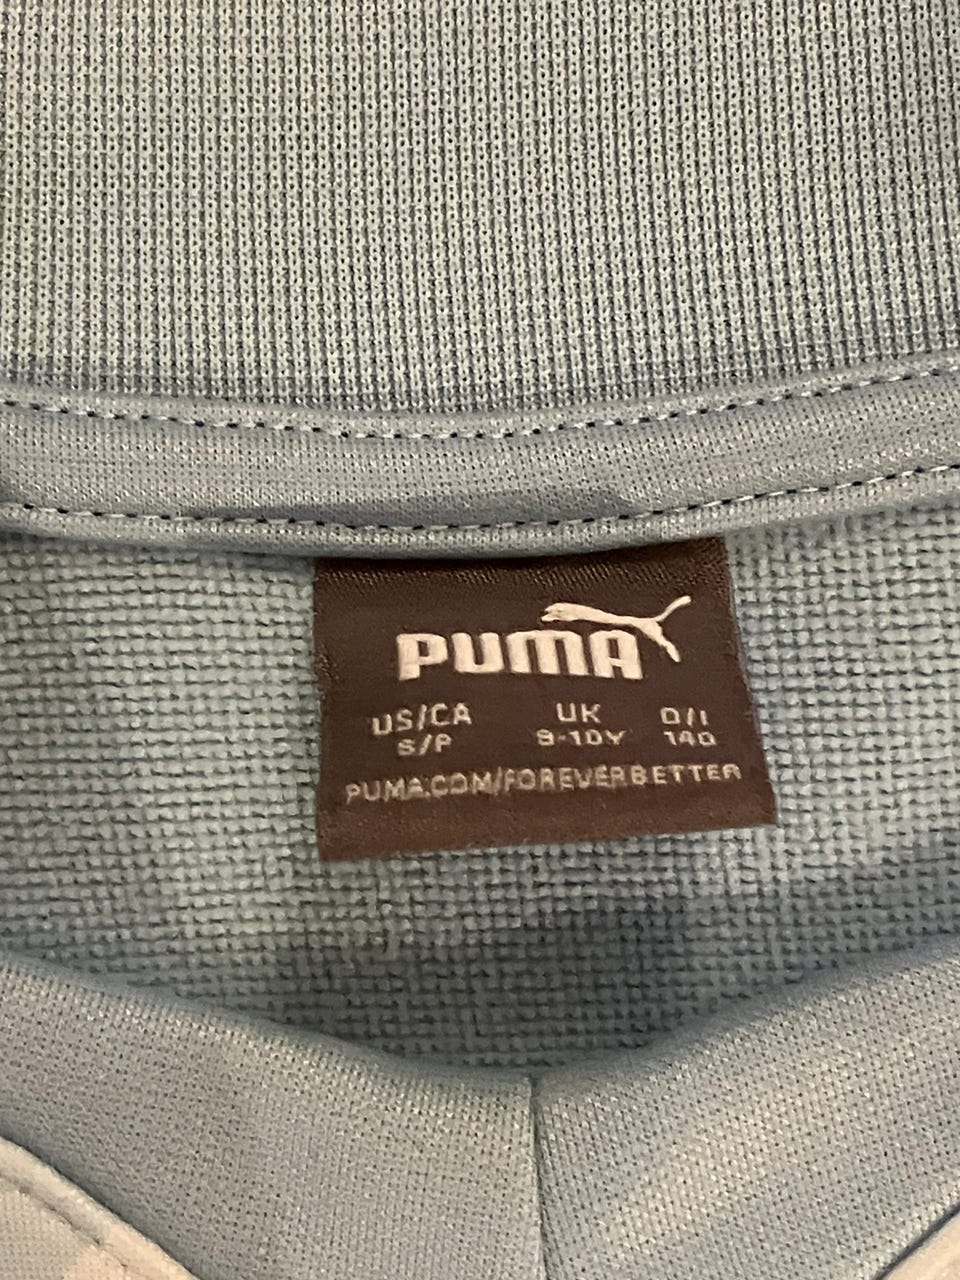 PUMA
US/CA UK D/I
S/P 9-10Y 140
PUMA.COM/FOREVERBETTER